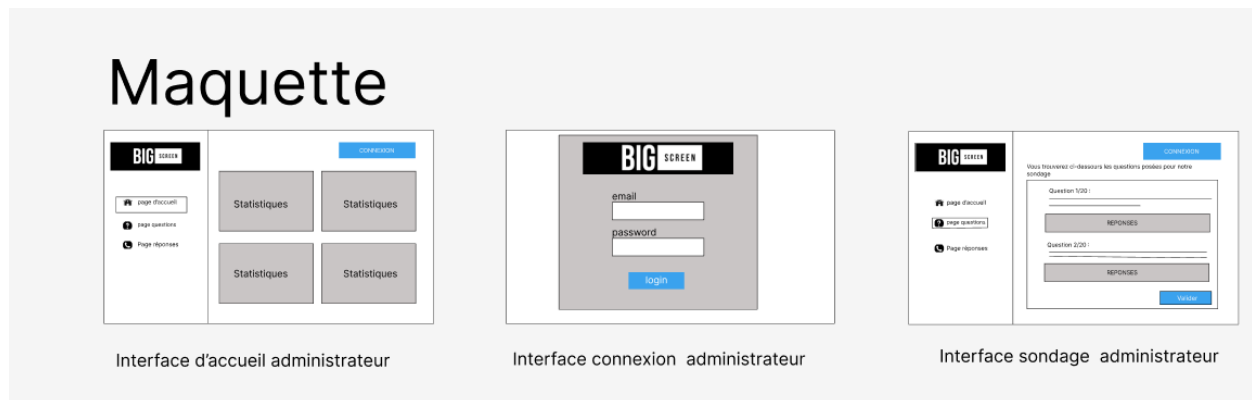 Maquette
BIG SCREEN
CONNEXION
page d'accueil
page questions
Page réponses
Statistiques
Statistiques
Statistiques
Statistiques
Interface d'accueil administrateur
BIG SCREEN
email
password
login
Interface connexion administrateur
BIG SCREEN
CONNEXION
page d'accueil
page questions
Page réponses
Vous trouverez ci-dessours les questions posées pour notre
sondage
Question 1/20 :
REPONSES
Question 2/20 :
REPONSES
Valider
Interface sondage administrateur